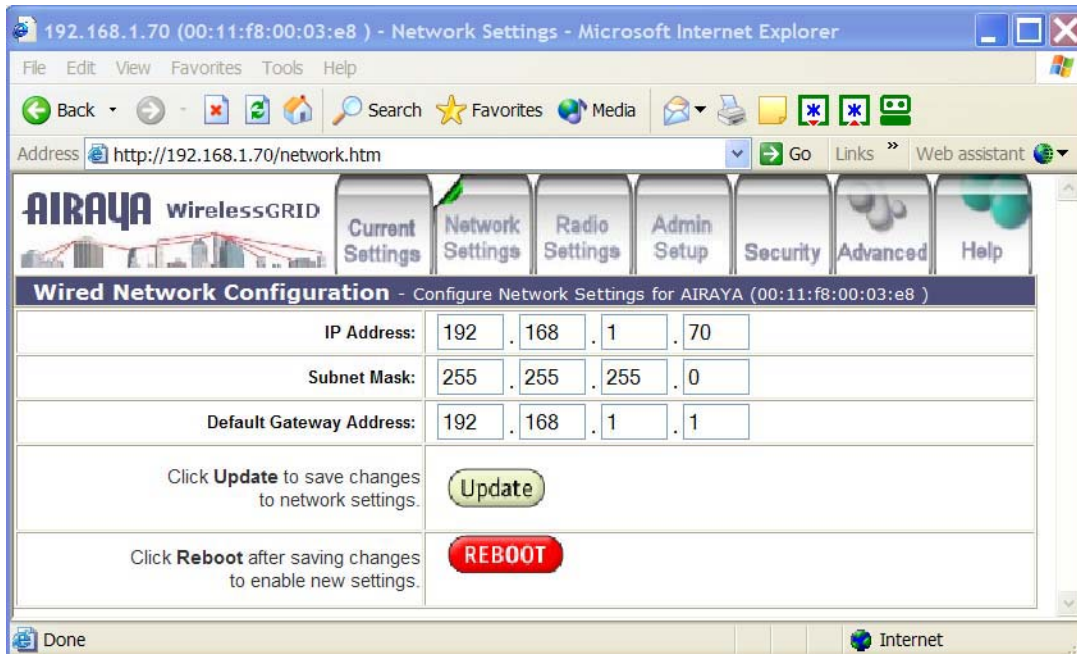 192.168.1.70 (00:11:f8:00:03:e8 ) - Network Settings - Microsoft Internet Explorer
File Edit View Favorites Tools Help
Back Search Favorites Media
Address http://192.168.1.70/network.htm Go Links » Web assistant
AIRAYA WirelessGRID
Current Settings
Network Settings
Radio Settings
Admin Setup
Security
Advanced
Help
Wired Network Configuration - Configure Network Settings for AIRAYA (00:11:f8:00:03:e8 )
IP Address: 192 . 168 . 1 . 70
Subnet Mask: 255 . 255 . 255 . 0
Default Gateway Address: 192 . 168 . 1 . 1
Click Update to save changes
to network settings.
Update
Click Reboot after saving changes
to enable new settings.
REBOOT
Done Internet